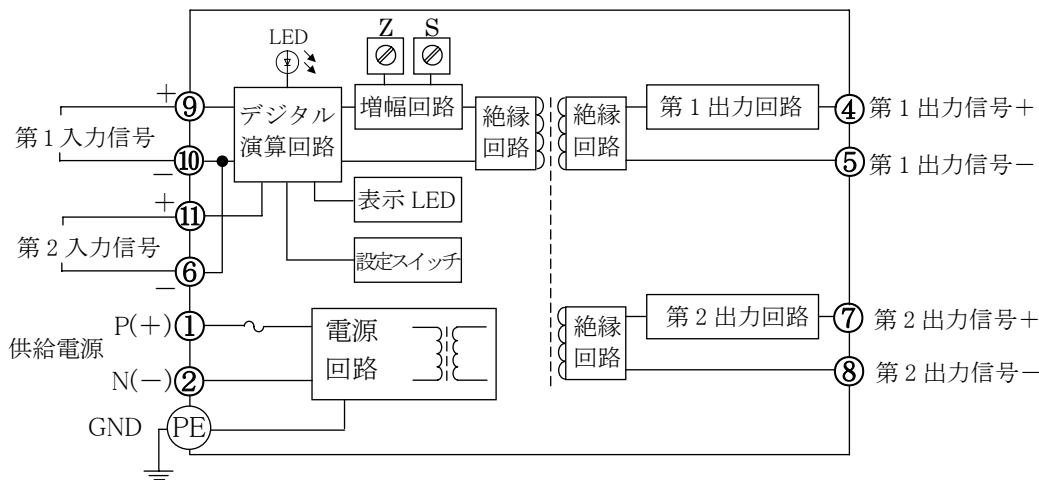 Z
S
LED
+
⑨
デジタル
演算回路
増幅回路
絶縁
回路
絶縁
回路
第1出力回路
④
第1出力信号+
第1入力信号
⑩
−
⑤
第1出力信号−
+
⑪
表示 LED
第2入力信号
設定スイッチ
⑥
−
P(+)
①
電源
回路
絶縁
回路
第2出力回路
⑦
第2出力信号+
供給電源
N(−)
②
⑧
第2出力信号−
GND
PE